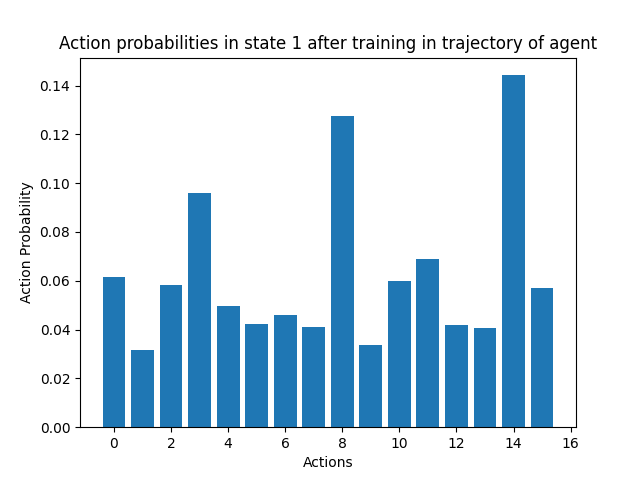 Action probabilities in state 1 after training in trajectory of agent
0.14
0.12
0.10
0.08
0.06
0.04
0.02
0.00
Action Probability
0 2 4 6 8 10 12 14 16
Actions